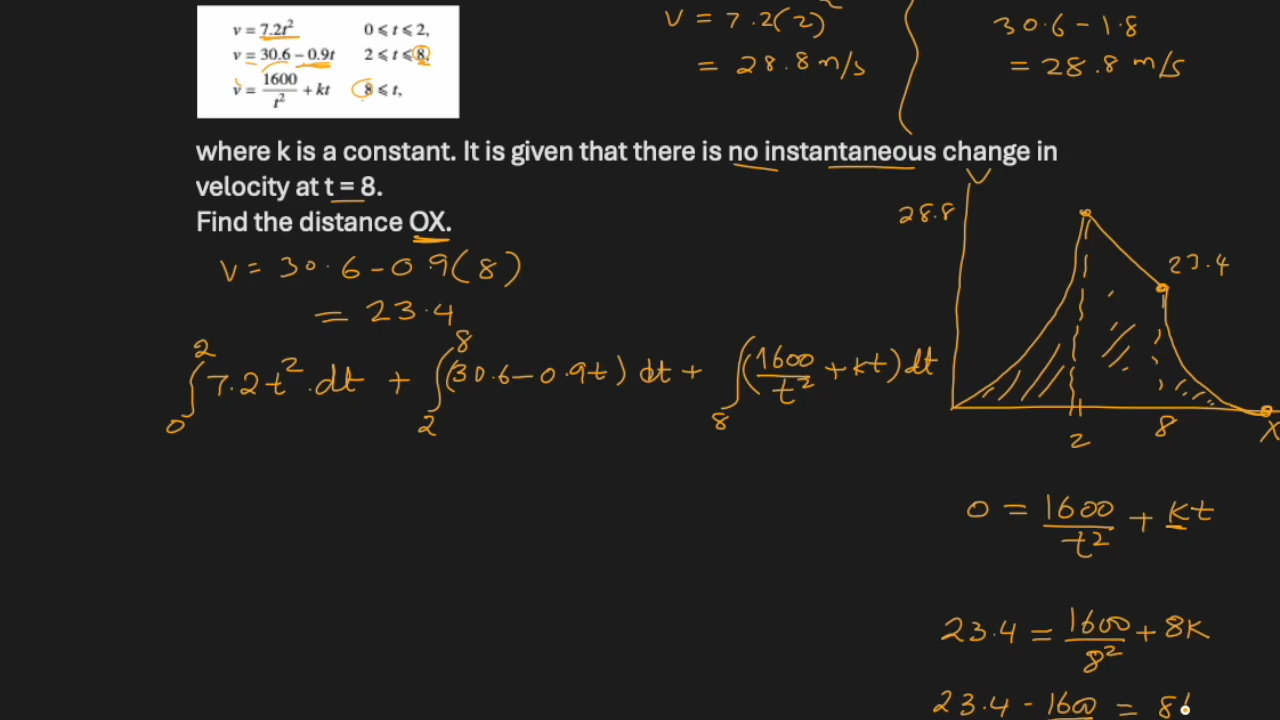 v = 7.2t² 0 ⩽ t ⩽ 2,
v = 30.6 − 0.9t 2 ⩽ t ⩽ 8,
v = 1600/t² + kt 8 ⩽ t,
v = 7.2(2)²
= 28.8 m/s
30.6 − 1.8
= 28.8 m/s
where k is a constant. It is given that there is no instantaneous change in
velocity at t = 8.
Find the distance OX.
v = 30.6 − 0.9(8)
= 23.4
∫₀² 7.2t² . dt + ∫₂⁸ (30.6 − 0.9t) dt + ∫₈ (1600/t² + kt) dt
v
28.8
23.4
2 8 X
0 = 1600/t² + kt
23.4 = 1600/8² + 8k
23.4 − 1600 = 8